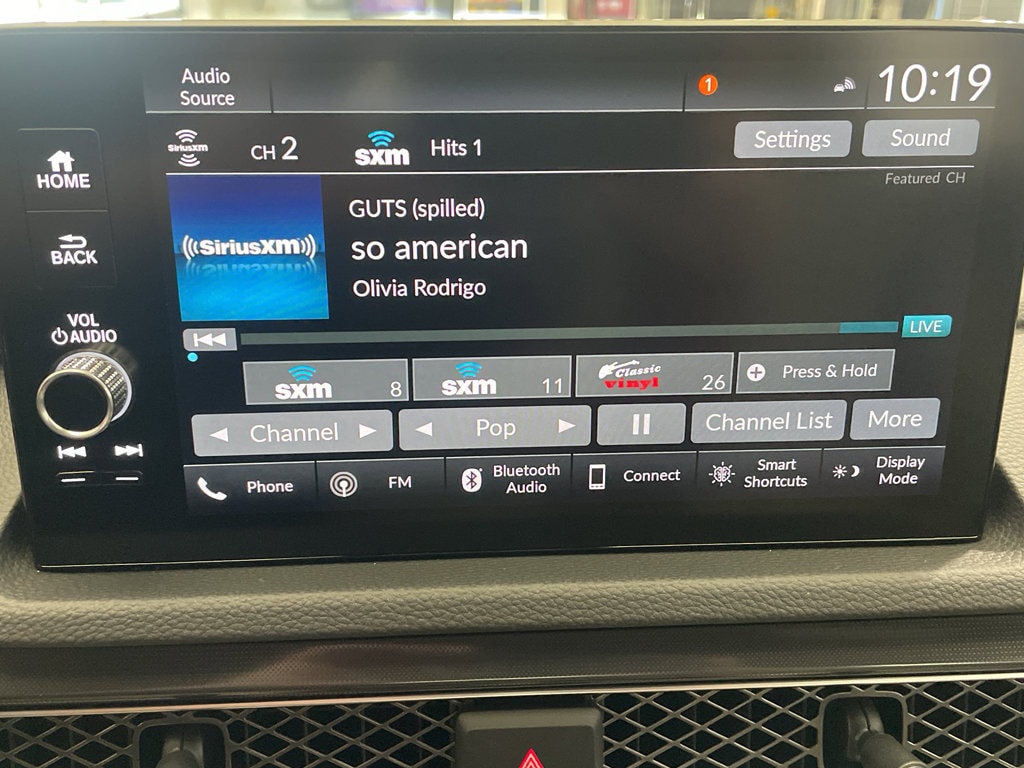 Audio
Source
1
10:19
SiriusXM
CH 2
sxm
Hits 1
Settings
Sound
Featured CH
HOME
BACK
VOL
AUDIO
SiriusXM
GUTS (spilled)
so american
Olivia Rodrigo
LIVE
sxm 8
sxm 11
Classic
vinyl 26
Press & Hold
Channel
Pop
Channel List
More
Phone
FM
Bluetooth
Audio
Connect
Smart
Shortcuts
Display
Mode